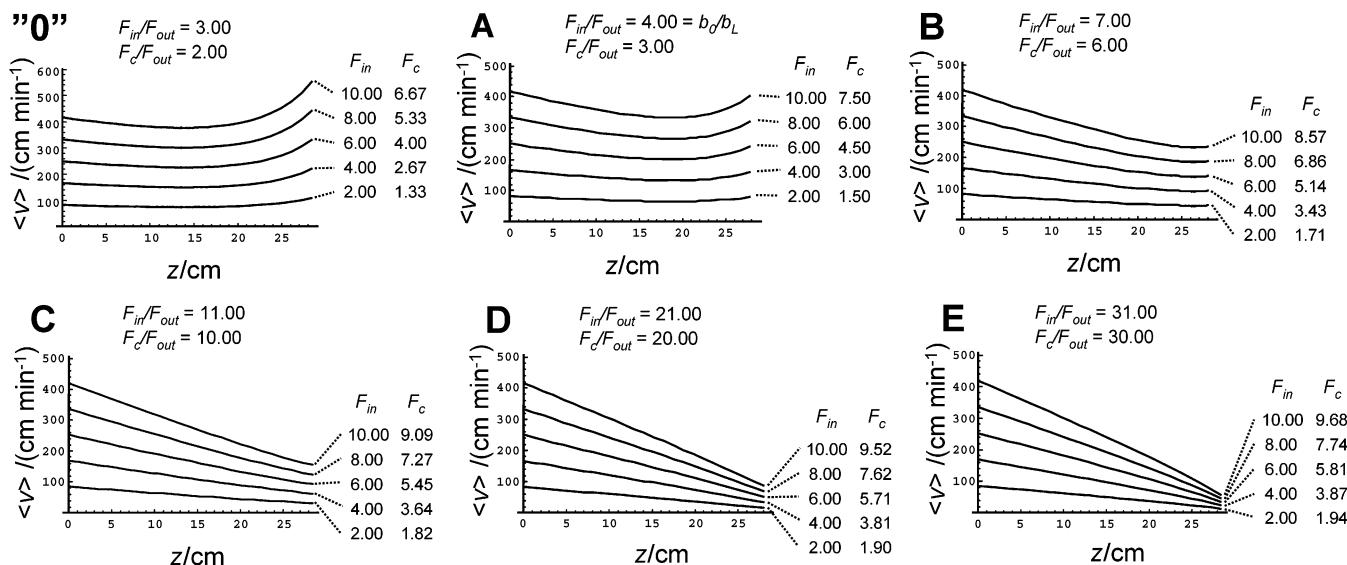 "0"
F_in/F_out = 3.00
F_c/F_out = 2.00
<v> /(cm min⁻¹)
600
500
400
300
200
100
0 5 10 15 20 25
z/cm
F_in F_c
10.00 6.67
8.00 5.33
6.00 4.00
4.00 2.67
2.00 1.33
A
F_in/F_out = 4.00 = b_0/b_L
F_c/F_out = 3.00
<v> /(cm min⁻¹)
500
400
300
200
100
0 5 10 15 20 25
z/cm
F_in F_c
10.00 7.50
8.00 6.00
6.00 4.50
4.00 3.00
2.00 1.50
B
F_in/F_out = 7.00
F_c/F_out = 6.00
<v> /(cm min⁻¹)
500
400
300
200
100
0 5 10 15 20 25
z/cm
F_in F_c
10.00 8.57
8.00 6.86
6.00 5.14
4.00 3.43
2.00 1.71
C
F_in/F_out = 11.00
F_c/F_out = 10.00
<v> /(cm min⁻¹)
500
400
300
200
100
0 5 10 15 20 25
z/cm
F_in F_c
10.00 9.09
8.00 7.27
6.00 5.45
4.00 3.64
2.00 1.82
D
F_in/F_out = 21.00
F_c/F_out = 20.00
<v> /(cm min⁻¹)
500
400
300
200
100
0 5 10 15 20 25
z/cm
F_in F_c
10.00 9.52
8.00 7.62
6.00 5.71
4.00 3.81
2.00 1.90
E
F_in/F_out = 31.00
F_c/F_out = 30.00
<v> /(cm min⁻¹)
500
400
300
200
100
0 5 10 15 20 25
z/cm
F_in F_c
10.00 9.68
8.00 7.74
6.00 5.81
4.00 3.87
2.00 1.94